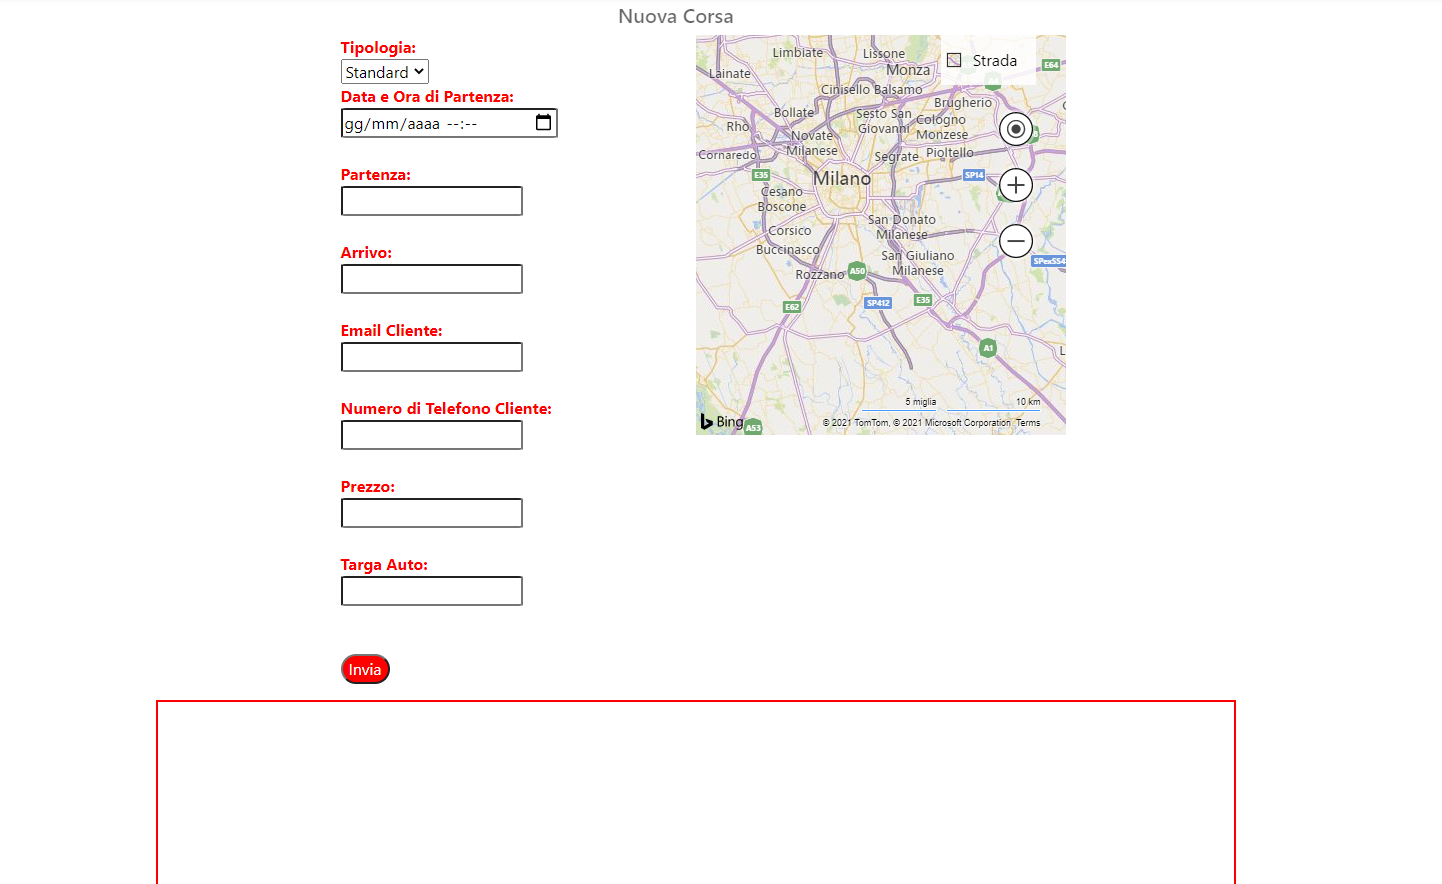 Nuova Corsa
Tipologia:
Standard
Data e Ora di Partenza:
gg/mm/aaaa --:--
Partenza:
Arrivo:
Email Cliente:
Numero di Telefono Cliente:
Prezzo:
Targa Auto:
Invia
Strada
Limbiate
Lissone
Monza
E64
Lainate
Cinisello Balsamo
Brugherio
Bollate
Sesto San
Giovanni
Cologno
Monzese
Rho
Novate
Milanese
Cornaredo
Segrate
Pioltello
E35
Milano
SP14
Cesano
Boscone
San Donato
Milanese
Corsico
Buccinasco
San Giuliano
Milanese
Rozzano
A50
E62
SP412
E35
A1
5 miglia
10 km
Bing
A53
© 2021 TomTom, © 2021 Microsoft Corporation Terms